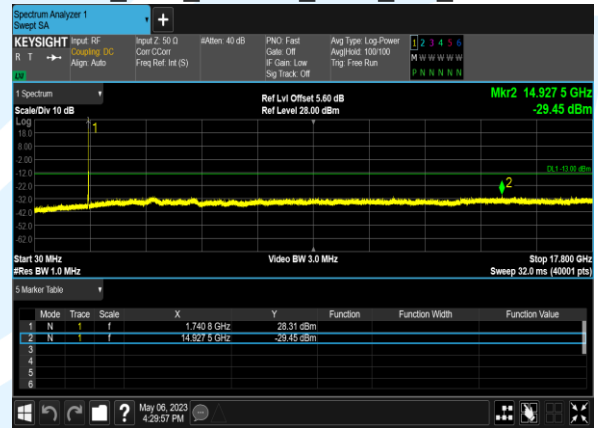 Spectrum Analyzer 1
Swept SA
+
KEYSIGHT
R T
LW
Input: RF
Coupling: DC
Align: Auto
Input Z: 50 Ω
Corr CCorr
Freq Ref: Int (S)
#Atten: 40 dB
PNO: Fast
Gate: Off
IF Gain: Low
Sig Track: Off
Avg Type: Log-Power
Avg|Hold: 100/100
Trig: Free Run
1 2 3 4 5 6
M W W W W W
P N N N N N
1 Spectrum
Scale/Div 10 dB
Ref Lvl Offset 5.60 dB
Ref Level 28.00 dBm
Mkr2 14.927 5 GHz
-29.45 dBm
Log
18.0
8.00
-2.00
-12.0
-22.0
-32.0
-42.0
-52.0
-62.0
1
DL1 -13.00 dBm
2
Start 30 MHz
#Res BW 1.0 MHz
Video BW 3.0 MHz
Stop 17.800 GHz
Sweep 32.0 ms (40001 pts)
5 Marker Table
Mode Trace Scale X Y Function Function Width Function Value
1 N 1 f 1.740 8 GHz 28.31 dBm
2 N 1 f 14.927 5 GHz -29.45 dBm
3
4
5
6
?
May 06, 2023
4:29:57 PM